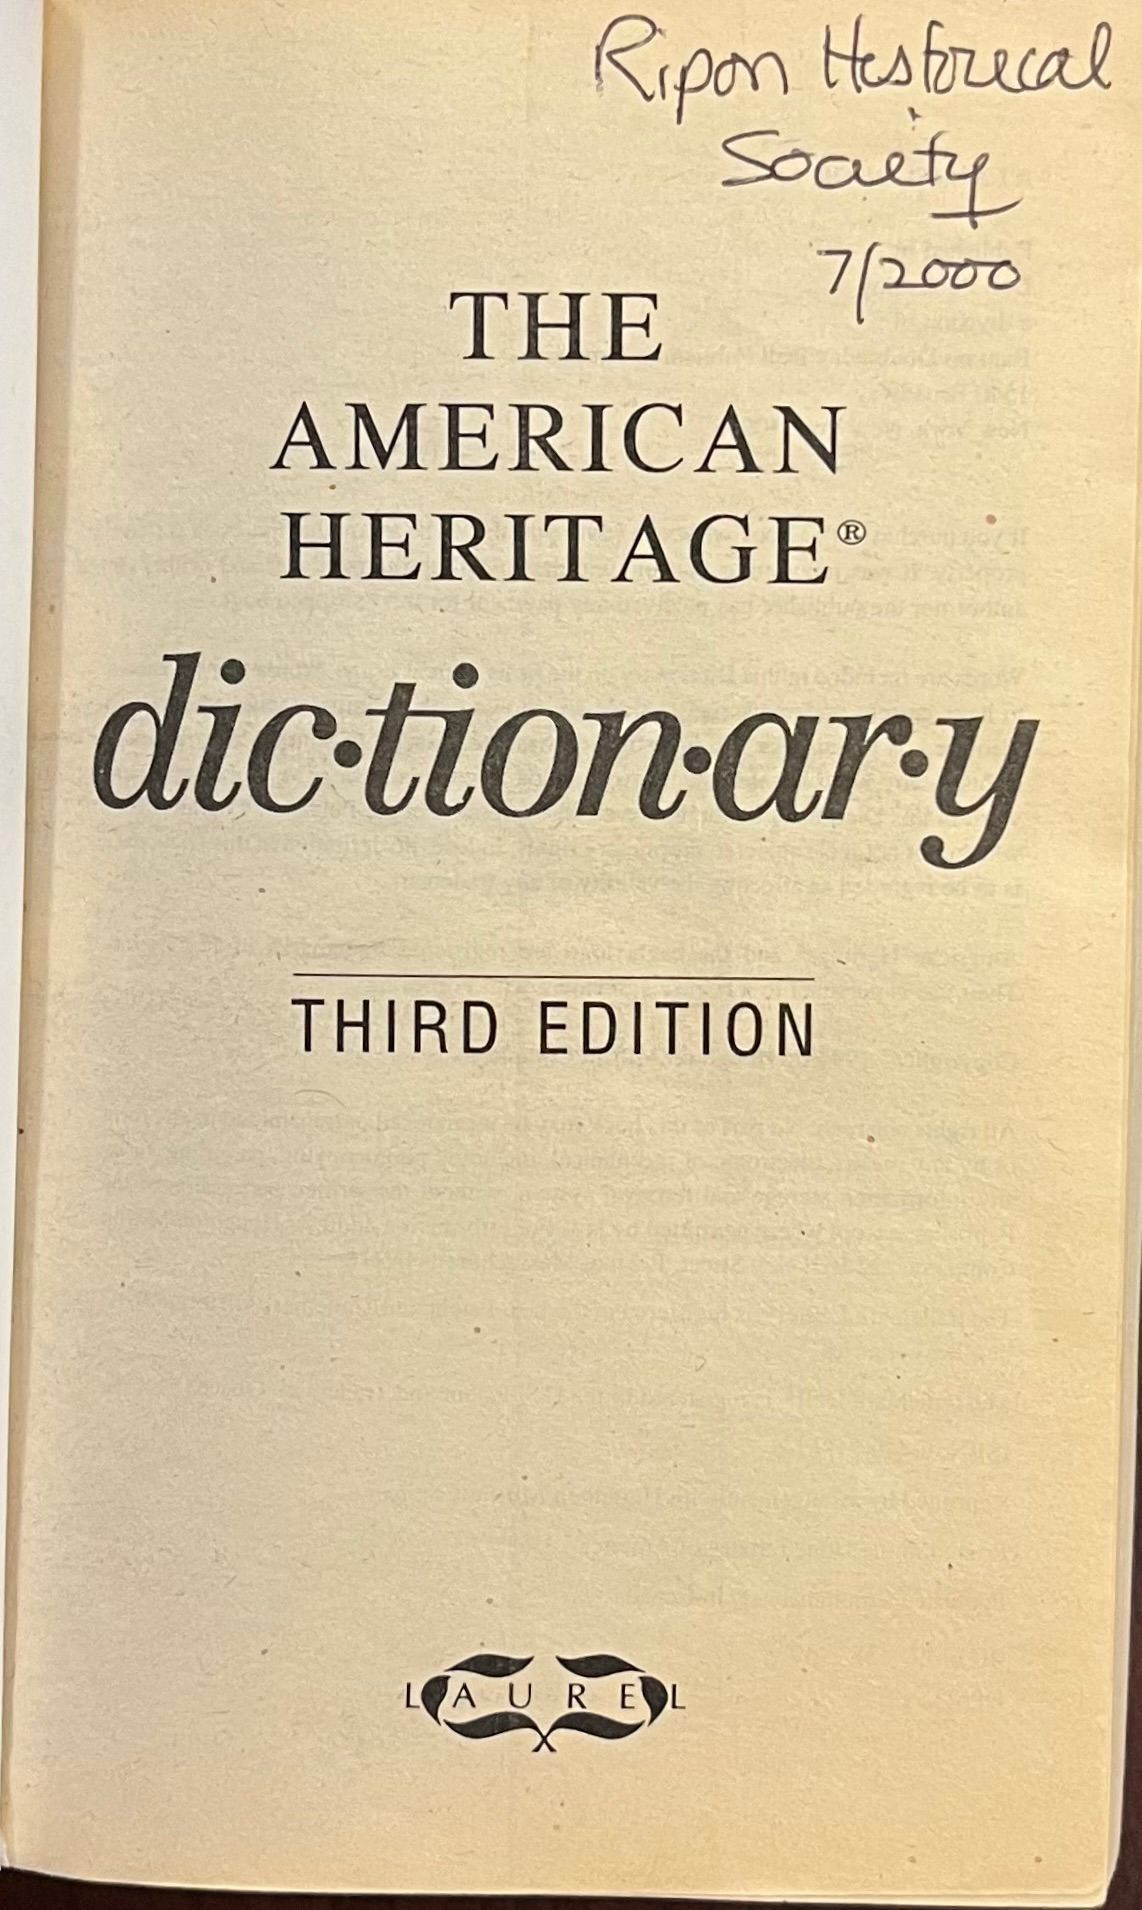 Ripon Historical
Society
7/2000
THE
AMERICAN
HERITAGE®
dic·tion·ar·y
THIRD EDITION
LAUREL